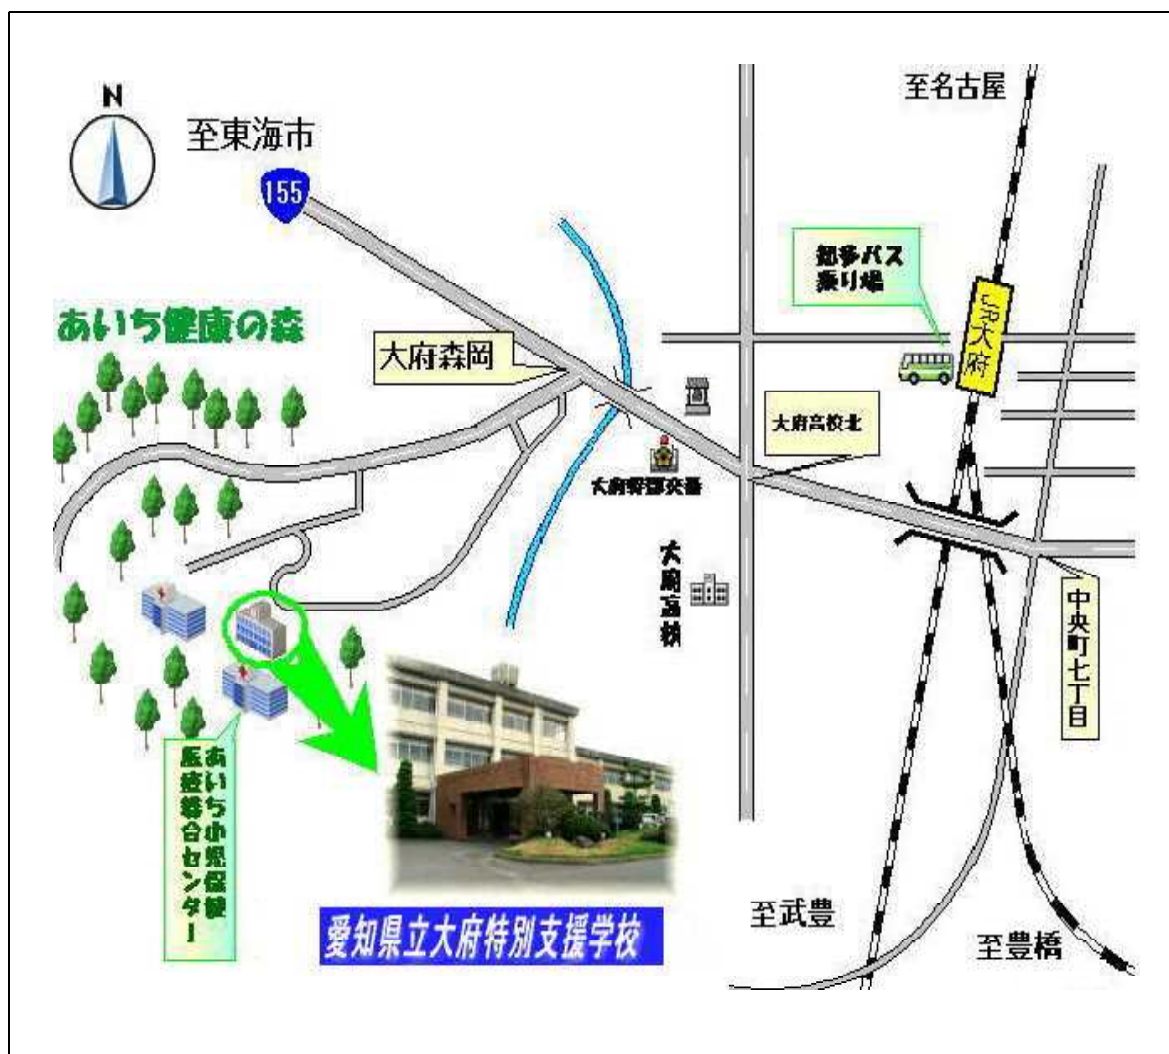 N
至東海市
155
至名古屋
知多バス
乗り場
JR大府
あいち健康の森
大府森岡
大府高校北
大府幹部交番
大府高校
中央町七丁目
あいち小児保健
医療総合センター
愛知県立大府特別支援学校
至武豊
至豊橋